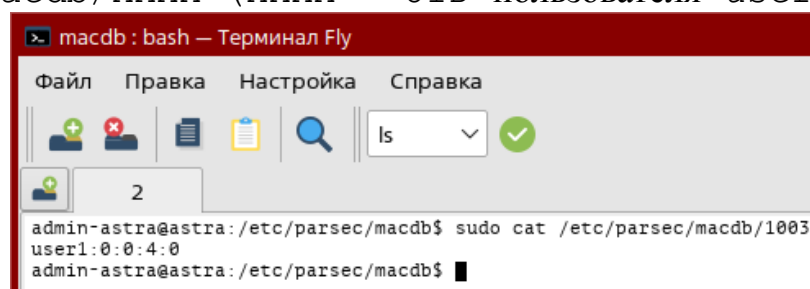 пользователя
macdb : bash — Терминал Fly
Файл Правка Настройка Справка
ls
2
admin-astra@astra:/etc/parsec/macdb$ sudo cat /etc/parsec/macdb/1003
user1:0:0:4:0
admin-astra@astra:/etc/parsec/macdb$